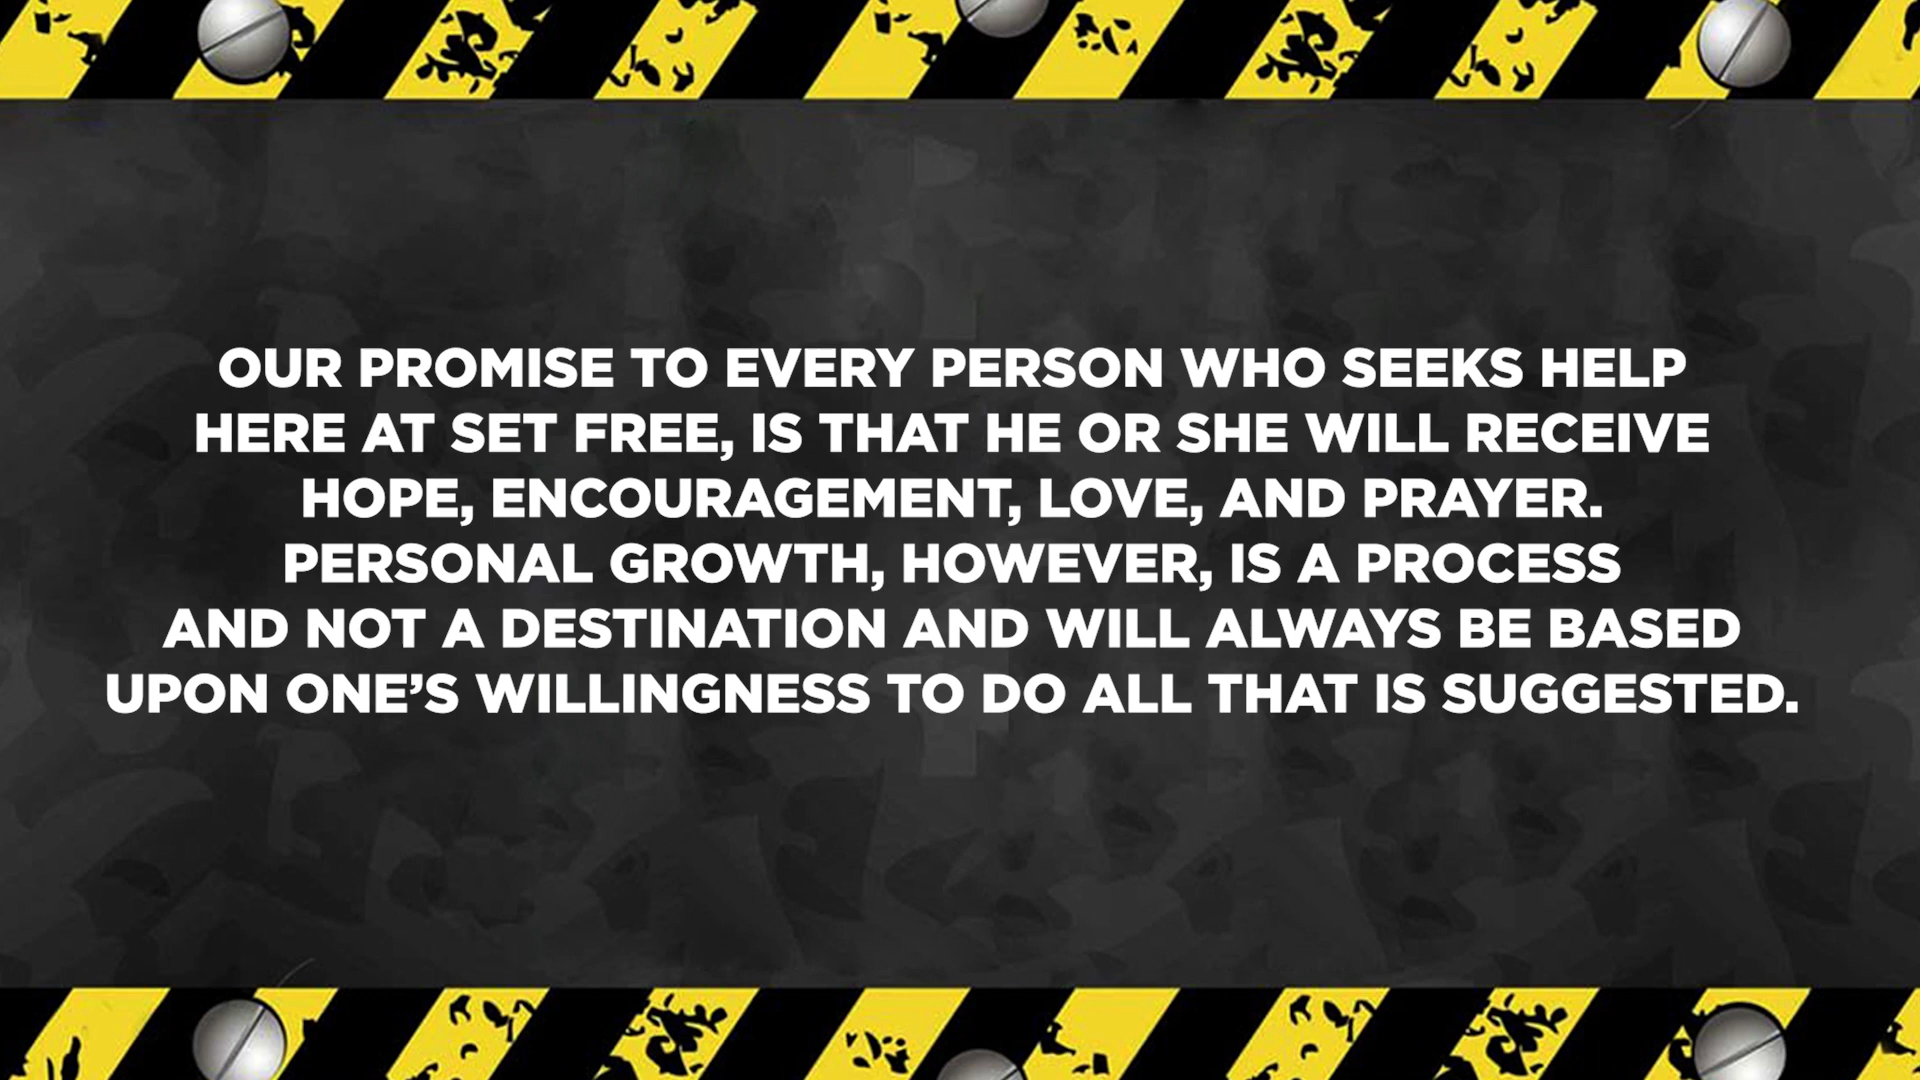 OUR PROMISE TO EVERY PERSON WHO SEEKS HELP
HERE AT SET FREE, IS THAT HE OR SHE WILL RECEIVE
HOPE, ENCOURAGEMENT, LOVE, AND PRAYER.
PERSONAL GROWTH, HOWEVER, IS A PROCESS
AND NOT A DESTINATION AND WILL ALWAYS BE BASED
UPON ONE’S WILLINGNESS TO DO ALL THAT IS SUGGESTED.